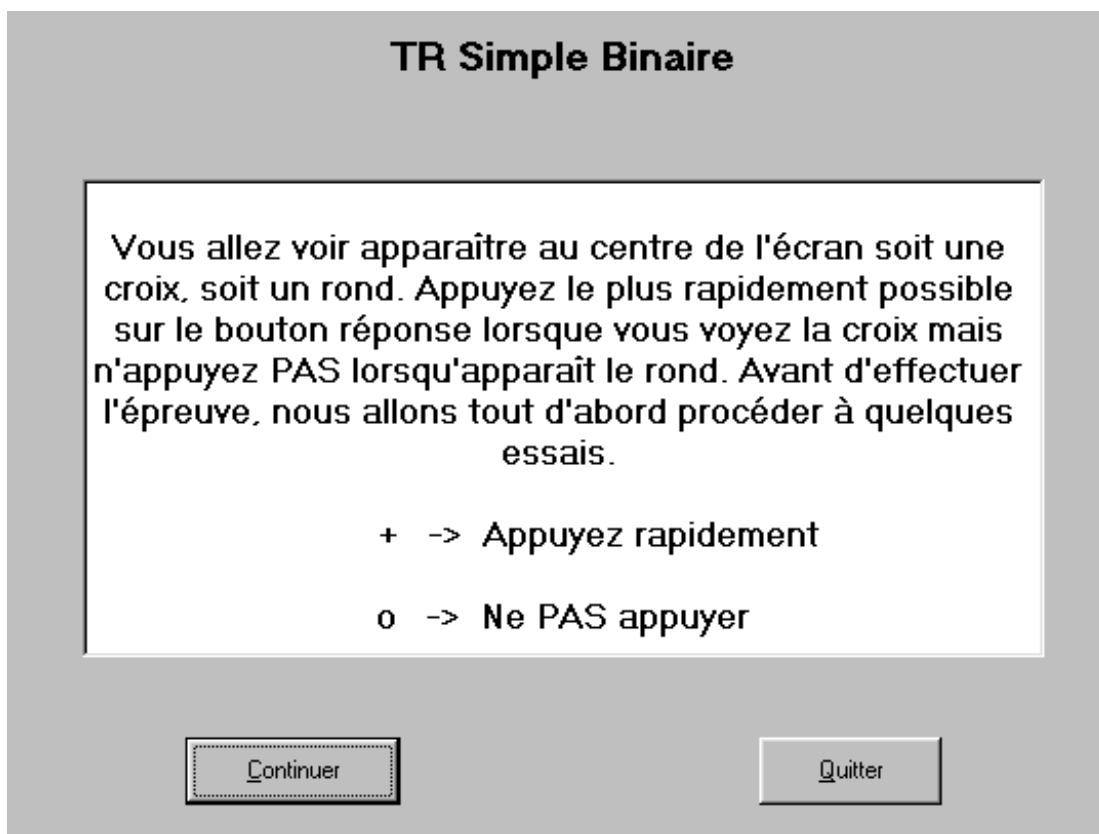 TR Simple Binaire
Vous allez voir apparaître au centre de l'écran soit une
croix, soit un rond. Appuyez le plus rapidement possible
sur le bouton réponse lorsque vous voyez la croix mais
n'appuyez PAS lorsqu'apparaît le rond. Avant d'effectuer
l'épreuve, nous allons tout d'abord procéder à quelques
essais.
+ -> Appuyez rapidement
o -> Ne PAS appuyer
Continuer
Quitter